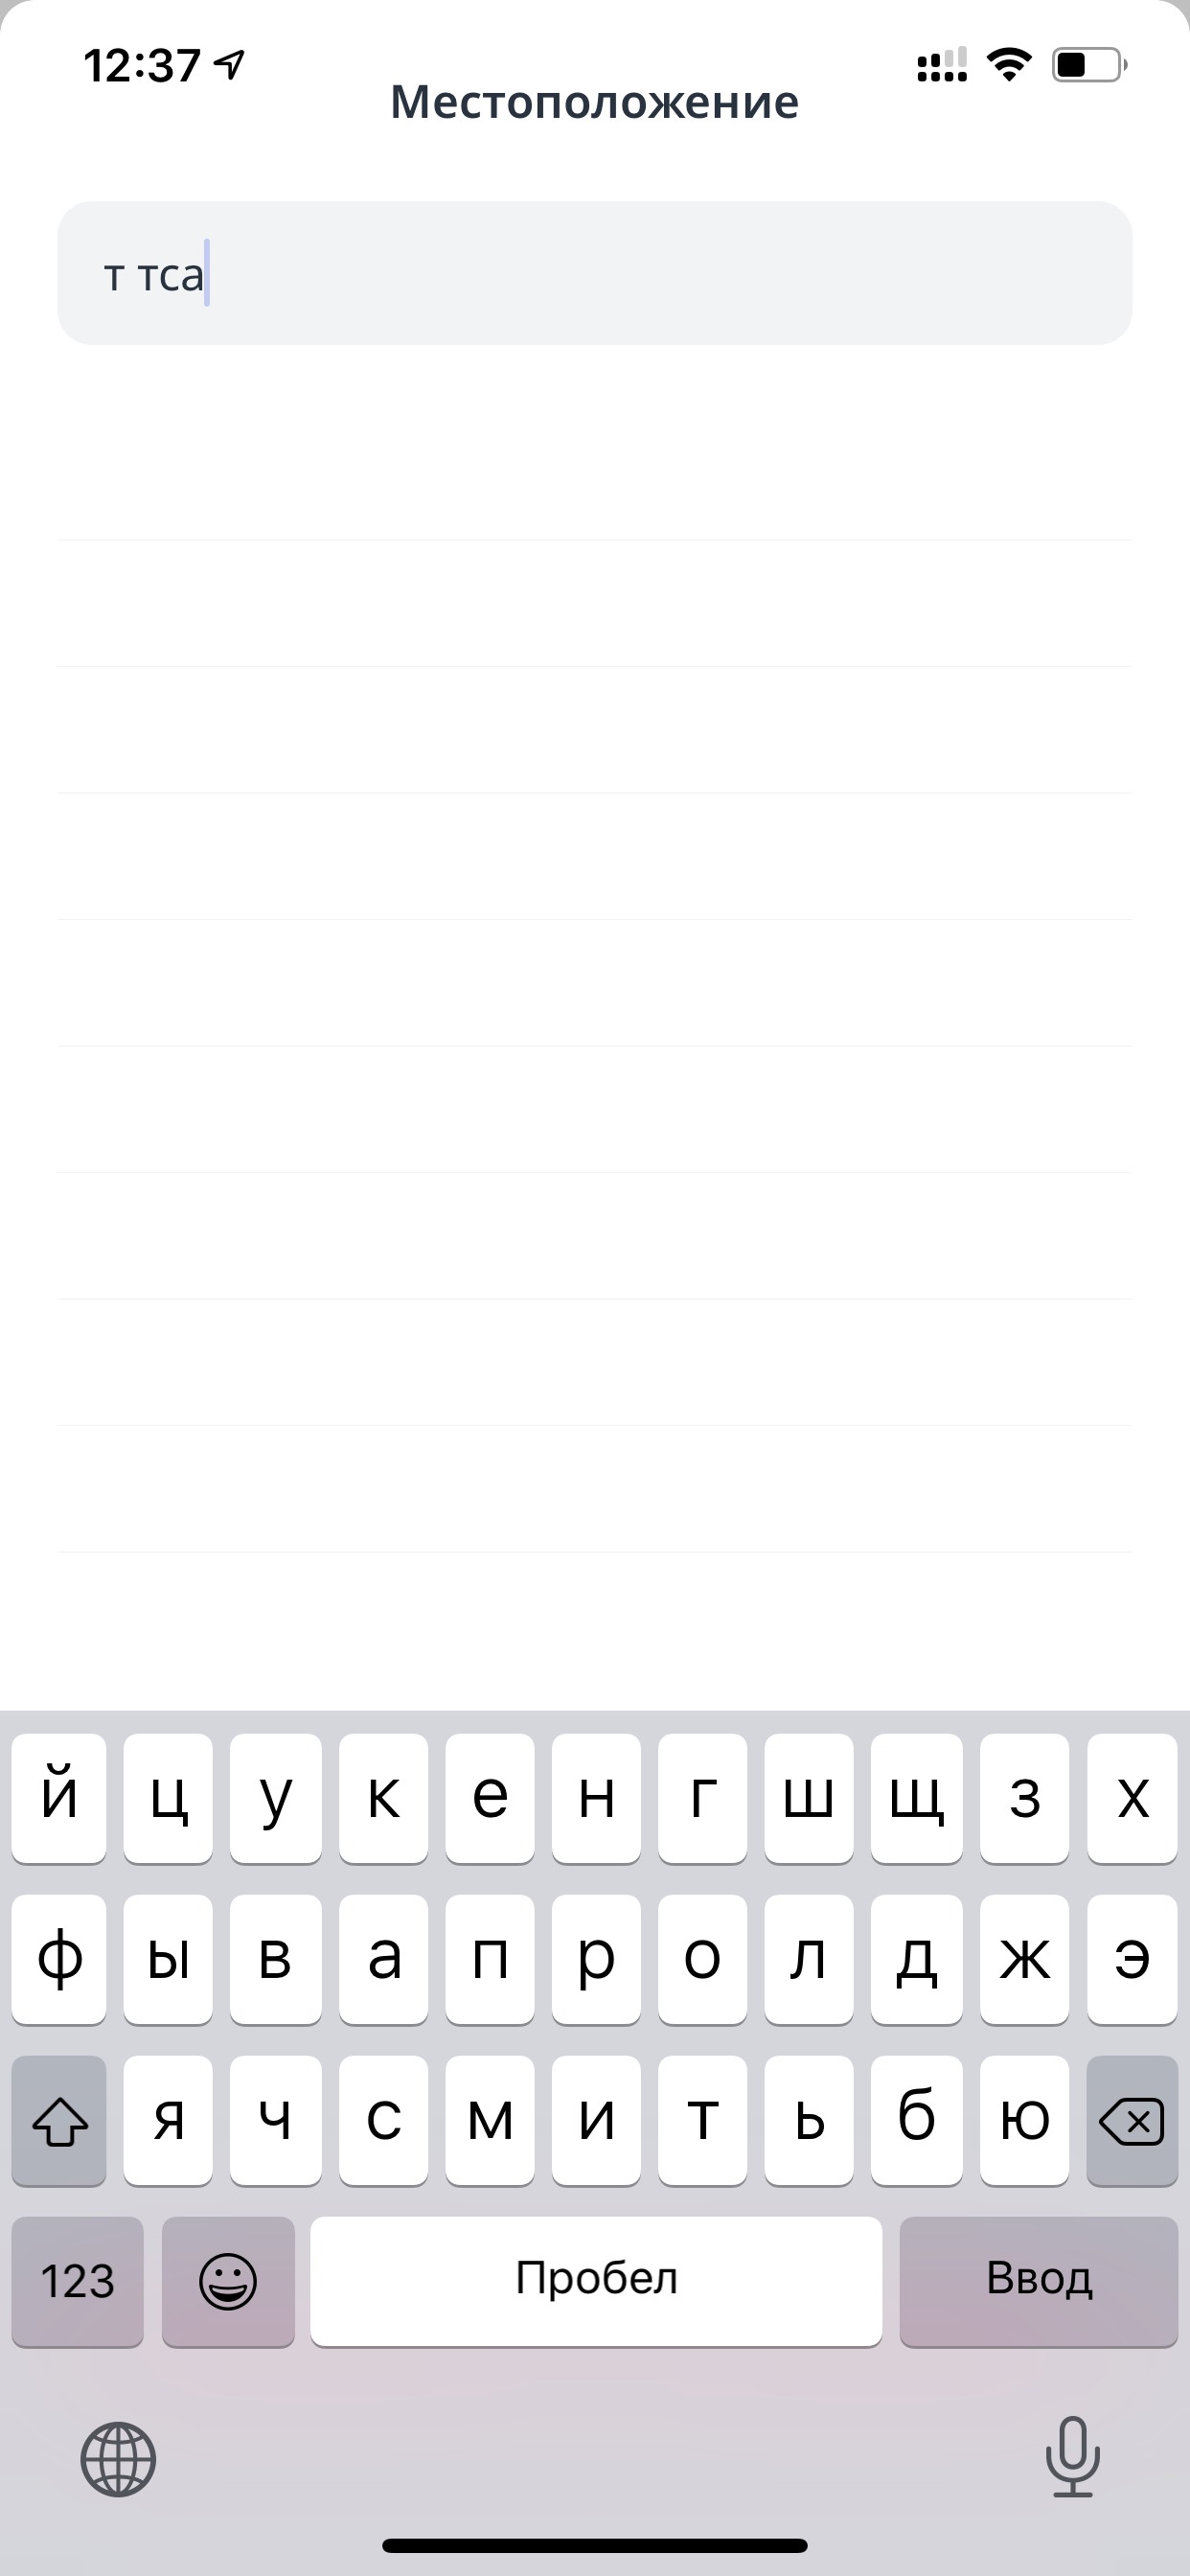 12:37
Местоположение
т тса
й ц у к е н г ш щ з х
ф ы в а п р о л д ж э
я ч с м и т ь б ю
123 Пробел Ввод